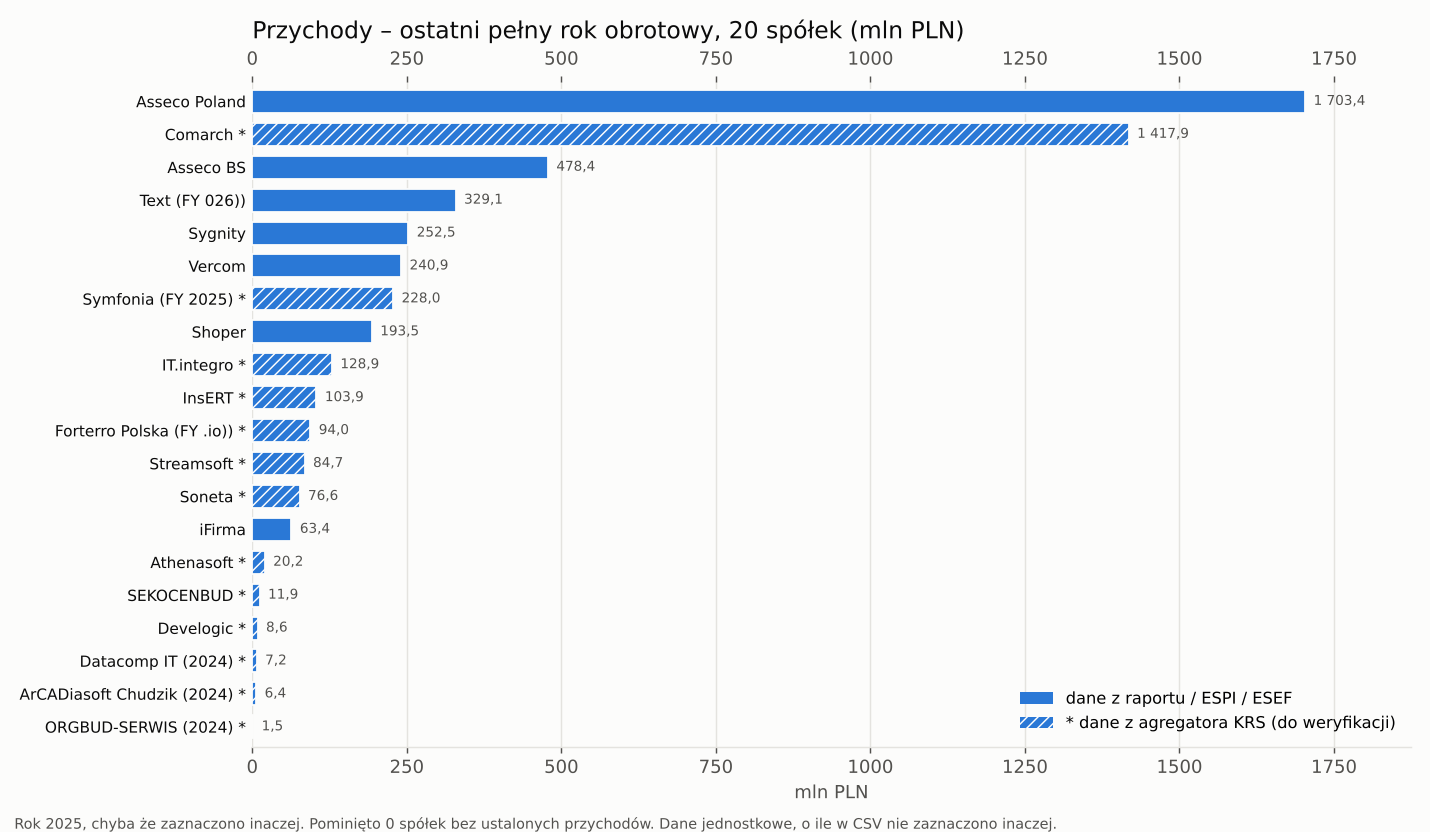 Przychody – ostatni pełny rok obrotowy, 20 spółek (mln PLN)
0 250 500 750 1000 1250 1500 1750
Asseco Poland 1 703,4
Comarch * 1 417,9
Asseco BS 478,4
Text (FY 026)) 329,1
Sygnity 252,5
Vercom 240,9
Symfonia (FY 2025) * 228,0
Shoper 193,5
IT.integro * 128,9
InsERT * 103,9
Forterro Polska (FY .io)) * 94,0
Streamsoft * 84,7
Soneta * 76,6
iFirma 63,4
Athenasoft * 20,2
SEKOCENBUD * 11,9
Develogic * 8,6
Datacomp IT (2024) * 7,2
ArCADiasoft Chudzik (2024) * 6,4
ORGBUD-SERWIS (2024) * 1,5
dane z raportu / ESPI / ESEF
* dane z agregatora KRS (do weryfikacji)
0 250 500 750 1000 1250 1500 1750
mln PLN
Rok 2025, chyba że zaznaczono inaczej. Pominięto 0 spółek bez ustalonych przychodów. Dane jednostkowe, o ile w CSV nie zaznaczono inaczej.